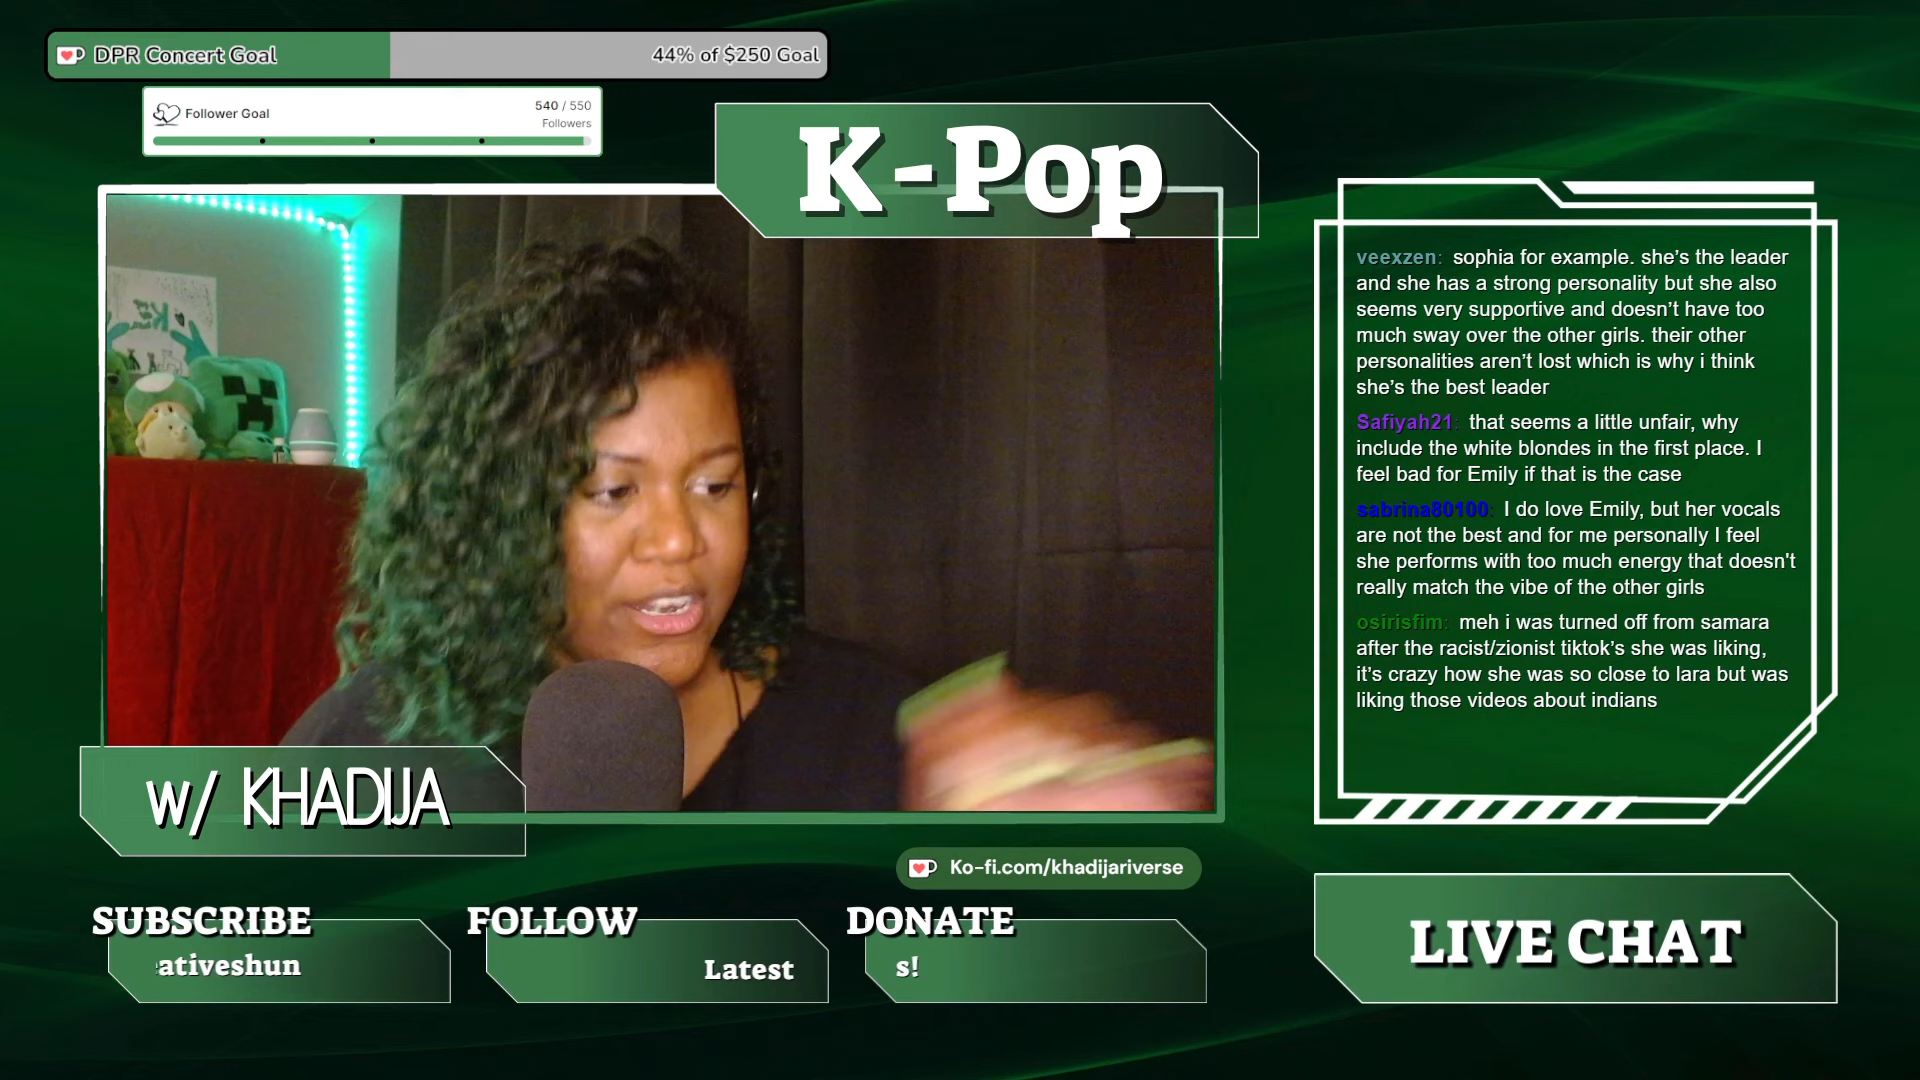 DPR Concert Goal
44% of $250 Goal
Follower Goal
540 / 550
Followers
K-Pop
veexzen: sophia for example. she’s the leader
and she has a strong personality but she also
seems very supportive and doesn’t have too
much sway over the other girls. their other
personalities aren’t lost which is why i think
she’s the best leader
Safiyah21: that seems a little unfair, why
include the white blondes in the first place. I
feel bad for Emily if that is the case
sabrina80100: I do love Emily, but her vocals
are not the best and for me personally I feel
she performs with too much energy that doesn't
really match the vibe of the other girls
osirisfim: meh i was turned off from samara
after the racist/zionist tiktok’s she was liking,
it’s crazy how she was so close to lara but was
liking those videos about indians
w/ KHADIJA
Ko-fi.com/khadijariverse
SUBSCRIBE
ativeshun
FOLLOW
Latest
DONATE
s!
LIVE CHAT